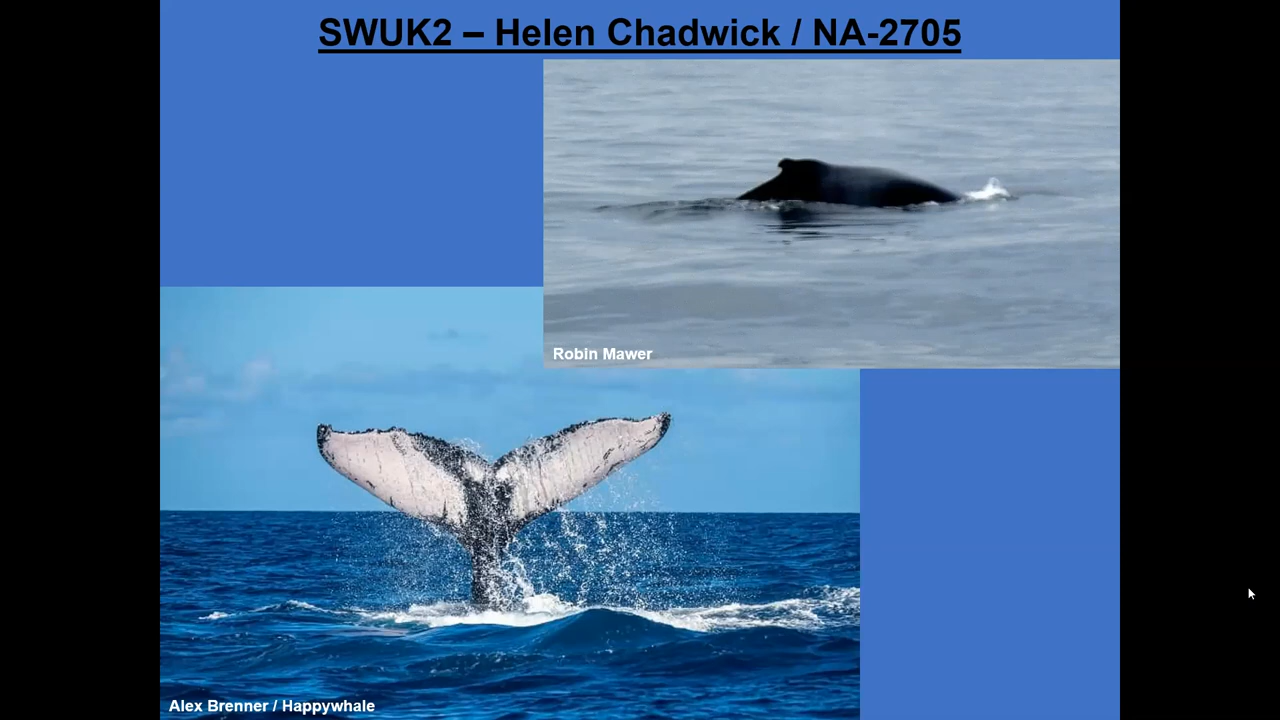 SWUK2 – Helen Chadwick / NA-2705
Robin Mawer
Alex Brenner / Happywhale